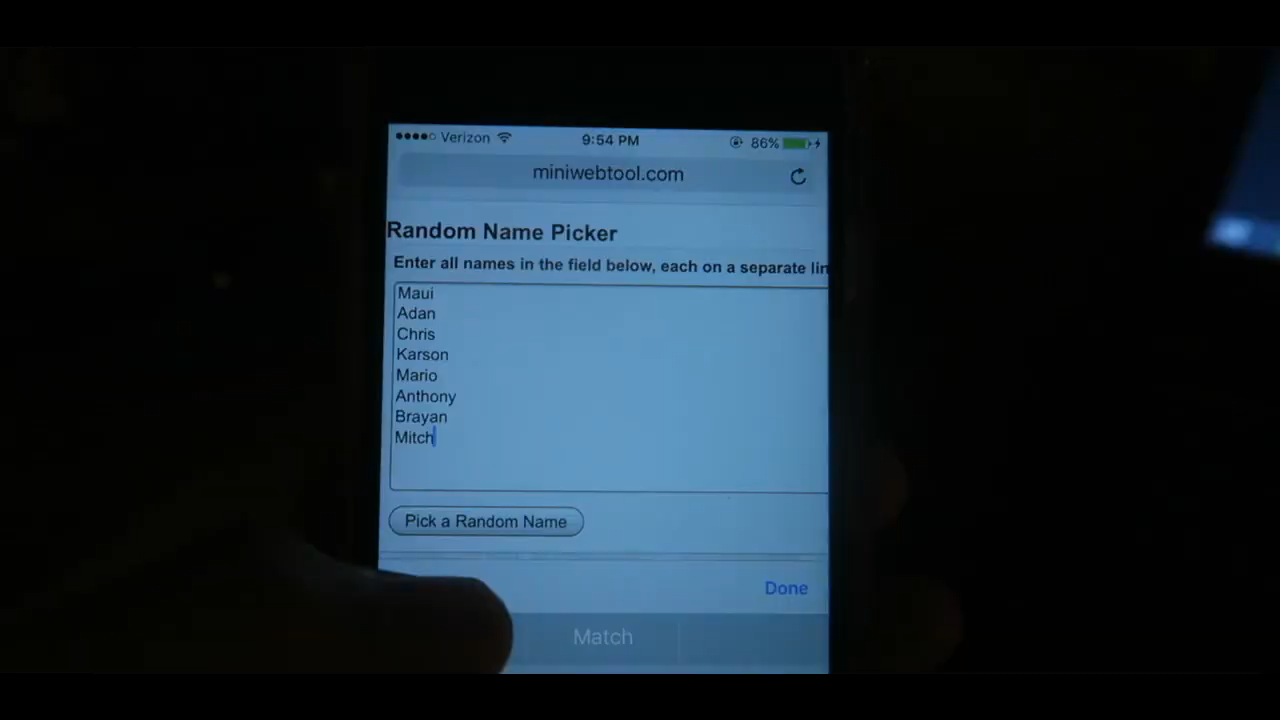 Verizon 9:54 PM 86%
miniwebtool.com
Random Name Picker
Enter all names in the field below, each on a separate lin
Maui
Adan
Chris
Karson
Mario
Anthony
Brayan
Mitch
Pick a Random Name
Done
Match